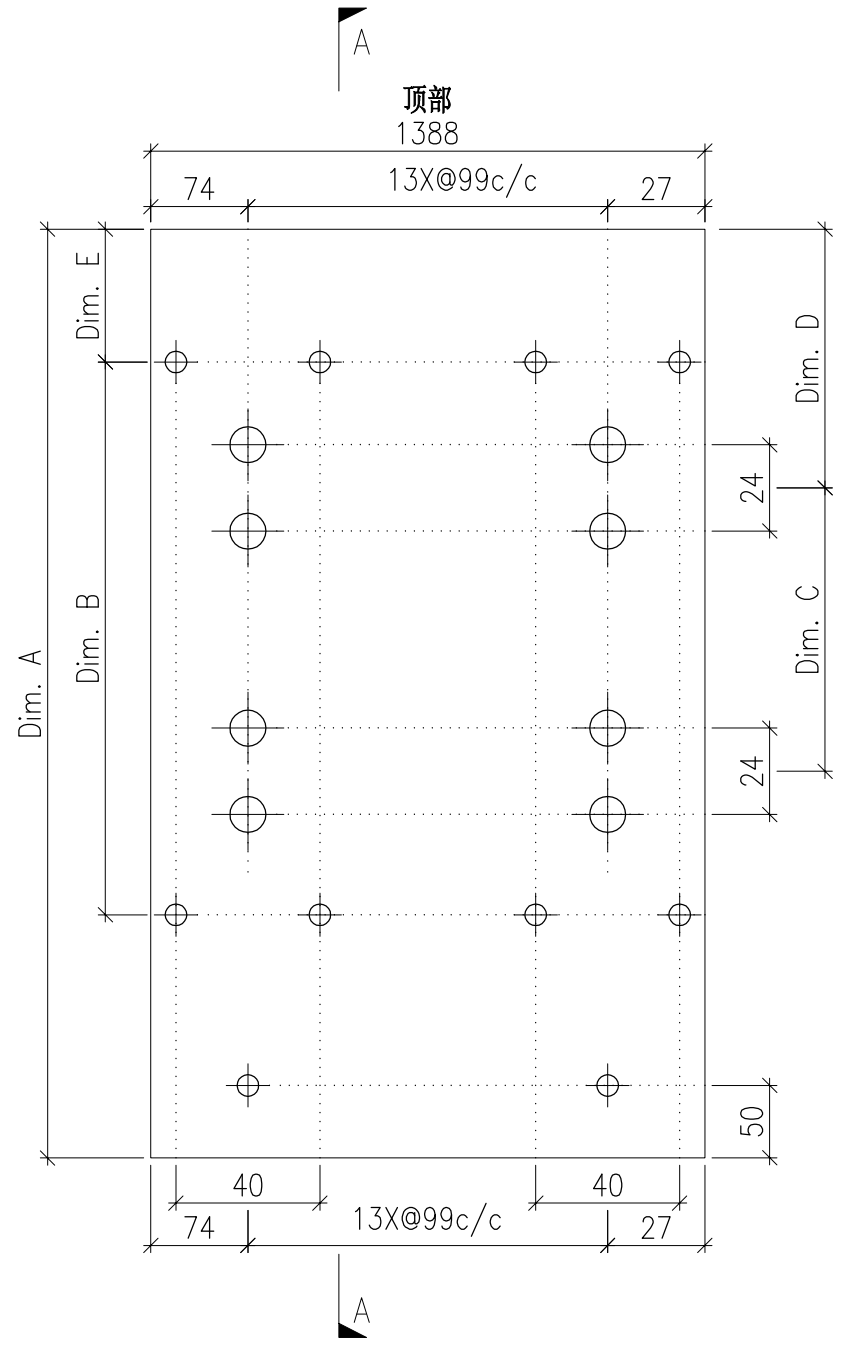 A
顶部
1388
74
13X@99c/c
27
Dim. E
Dim. D
24
Dim. B
Dim. C
Dim. A
24
50
40
40
74
13X@99c/c
27
A